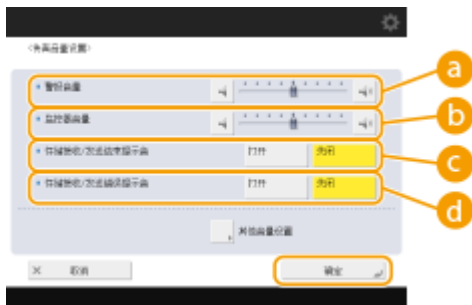 <传真音量设置>
警报音量
a
监控器音量
b
存储接收/发送结束提示音
打开
关闭
c
存储接收/发送错误提示音
打开
关闭
d
其他音量设置
取消
确定